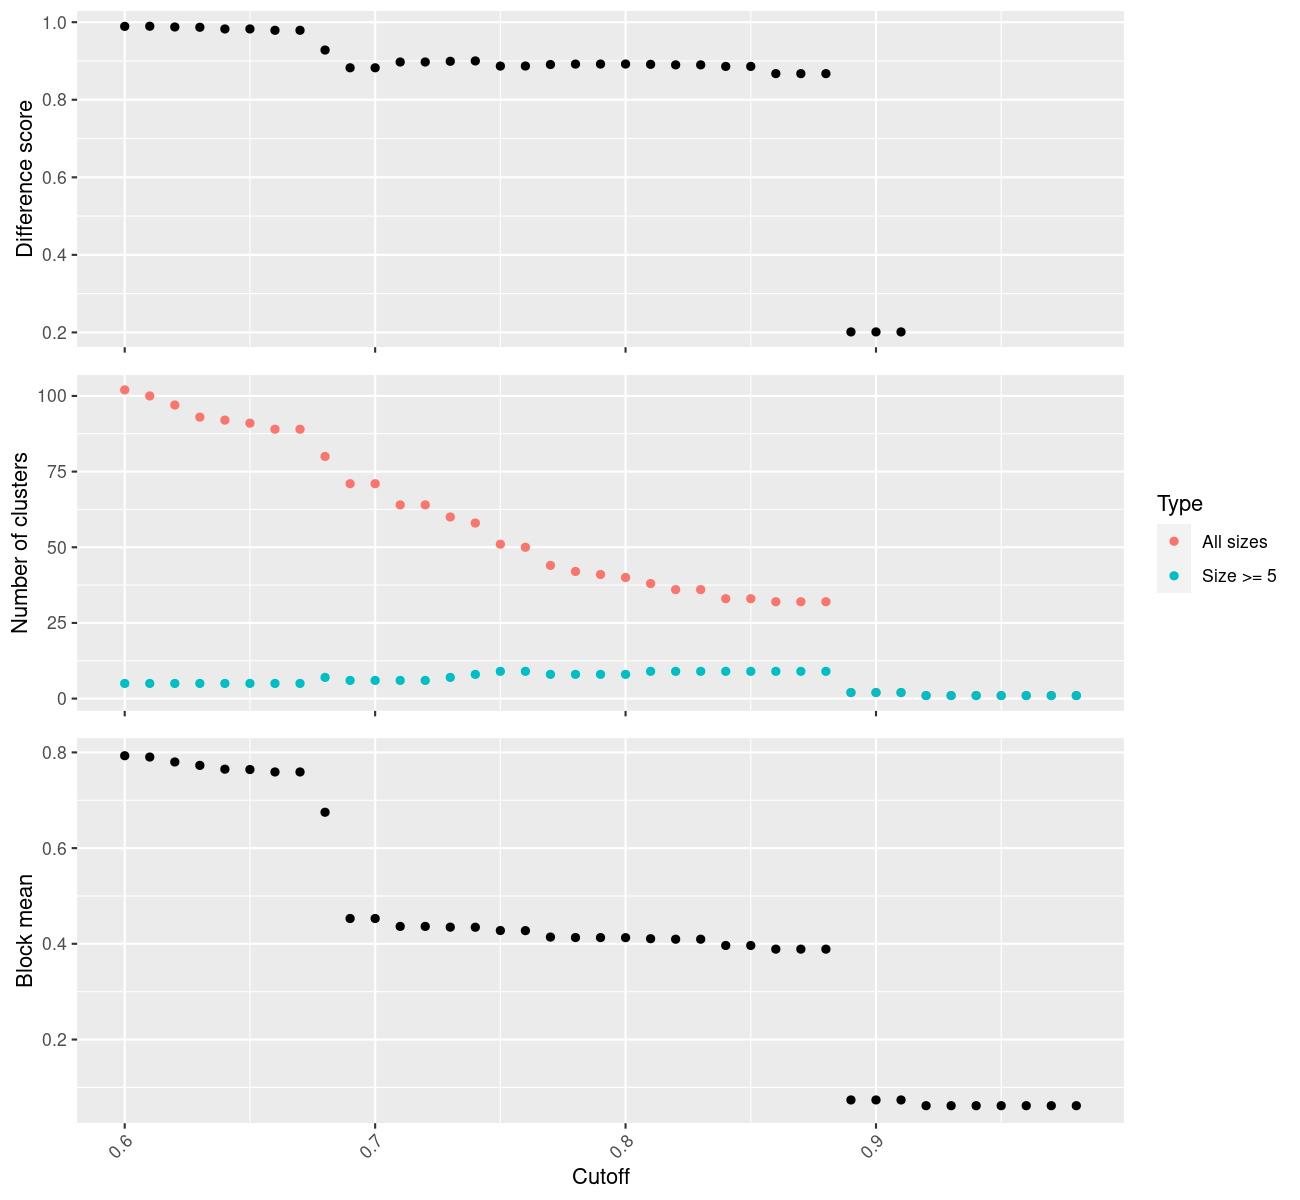 1.0
0.8
0.6
0.4
0.2
Difference score
100
75
50
25
0
Number of clusters
Type
All sizes
Size >= 5
0.8
0.6
0.4
0.2
Block mean
0.6
0.7
0.8
0.9
Cutoff